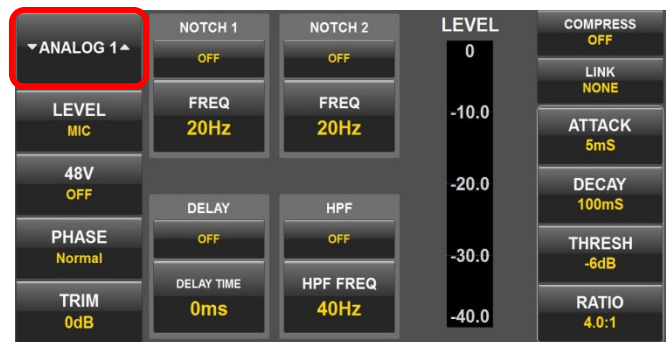 ▼ANALOG 1▲
LEVEL
MIC
48V
OFF
PHASE
Normal
TRIM
0dB
NOTCH 1
OFF
FREQ
20Hz
NOTCH 2
OFF
FREQ
20Hz
DELAY
OFF
DELAY TIME
0ms
HPF
OFF
HPF FREQ
40Hz
LEVEL
0
-10.0
-20.0
-30.0
-40.0
COMPRESS
OFF
LINK
NONE
ATTACK
5mS
DECAY
100mS
THRESH
-6dB
RATIO
4.0:1